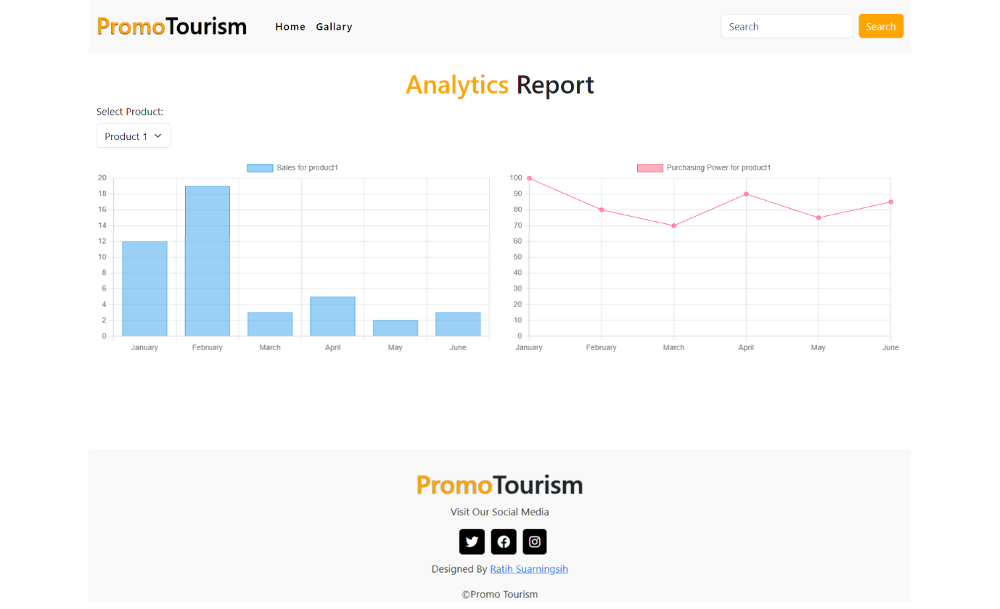 PromoTourism Home Gallary Search Search
Analytics Report
Select Product:
Product 1
Sales for product1
20
18
16
14
12
10
8
6
4
2
0
January February March April May June
Purchasing Power for product1
100
90
80
70
60
50
40
30
20
10
0
January February March April May June
PromoTourism
Visit Our Social Media
Designed By Ratih Suarningsih
©Promo Tourism